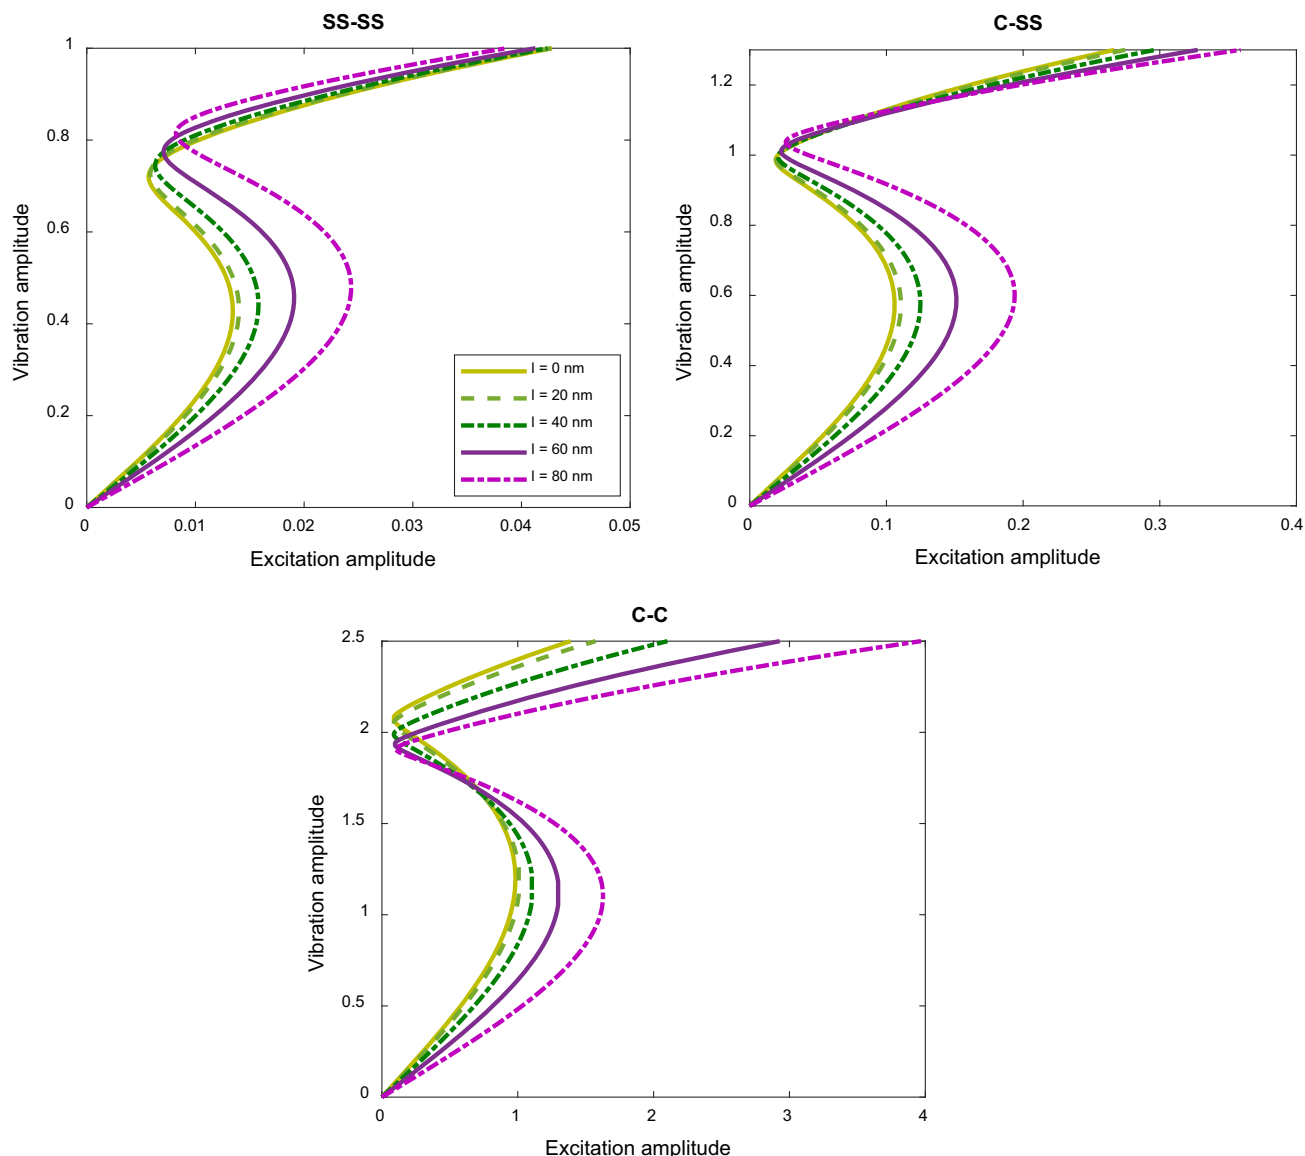 SS-SS
1
0.8
0.6
0.4
0.2
0
Vibration amplitude
l = 0 nm
l = 20 nm
l = 40 nm
l = 60 nm
l = 80 nm
0 0.01 0.02 0.03 0.04 0.05
Excitation amplitude
C-SS
1.2
1
0.8
0.6
0.4
0.2
0
Vibration amplitude
0 0.1 0.2 0.3 0.4
Excitation amplitude
C-C
2.5
2
1.5
1
0.5
0
Vibration amplitude
0 1 2 3 4
Excitation amplitude